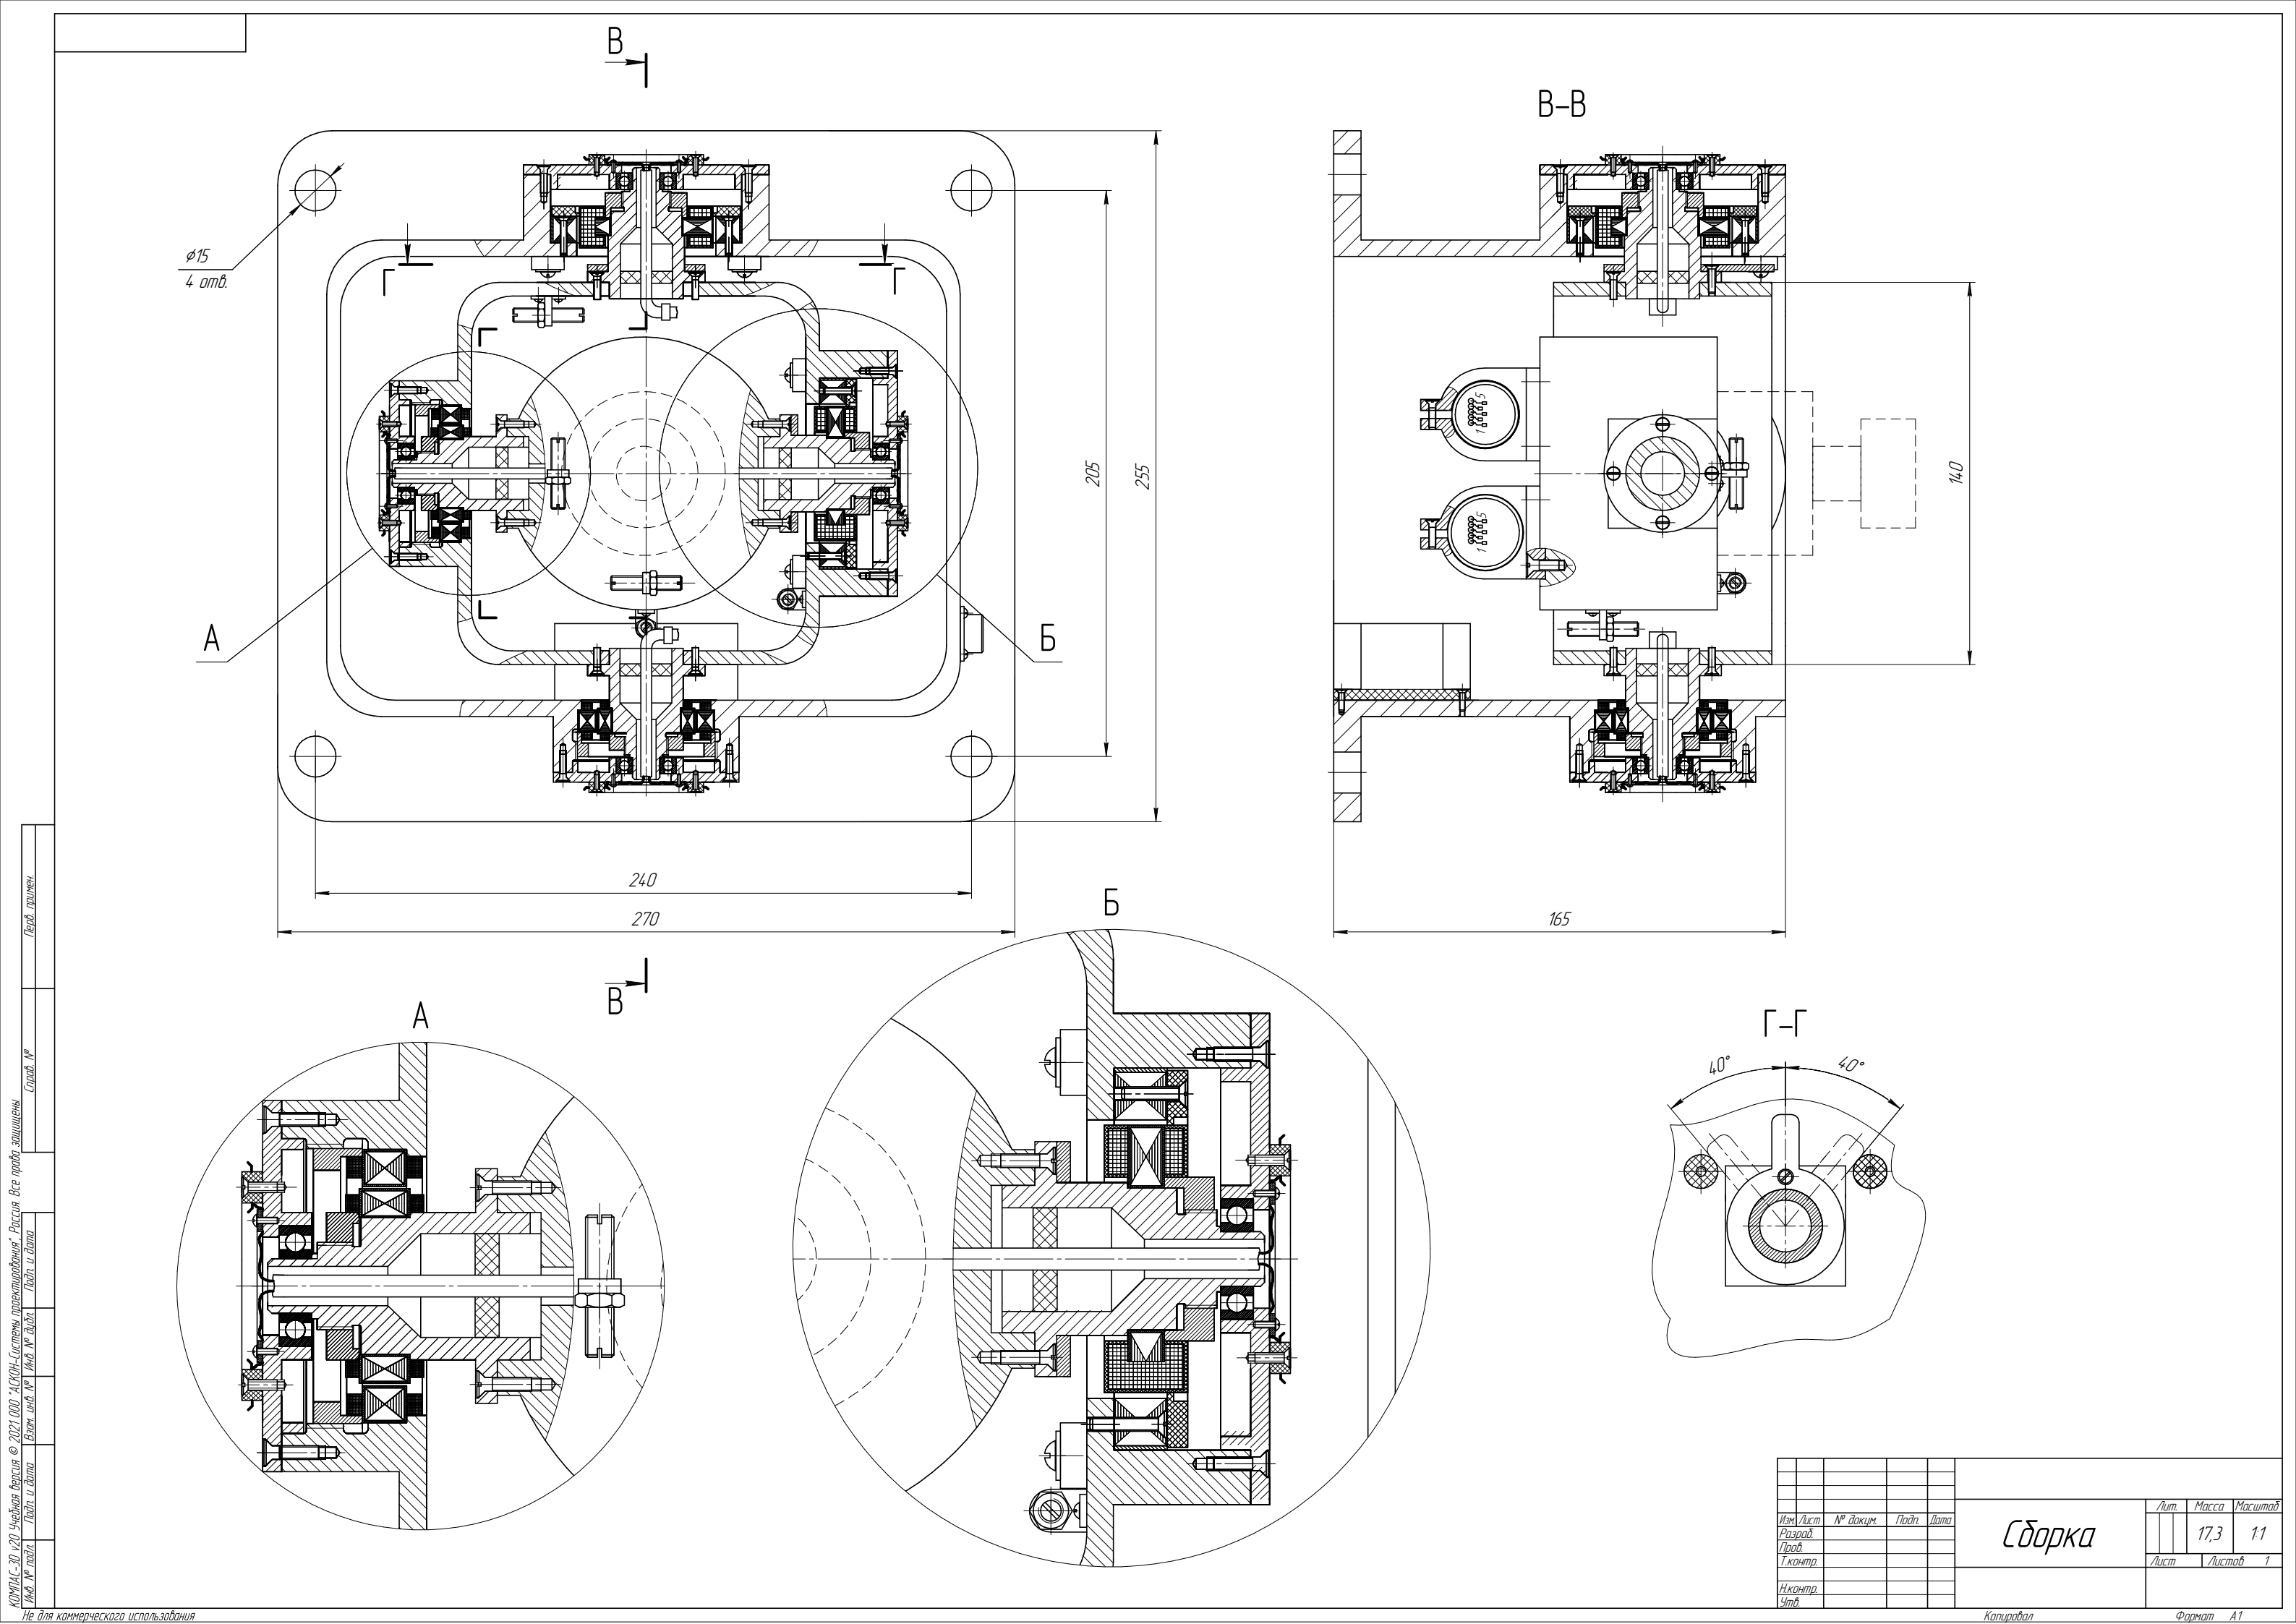 В
В–В
⌀15
4 отв.
205
255
140
А
Б
240
270
165
В
Б
А
Г–Г
40°
40°
Перв. примен.
Справ. №
Подп. и дата
Инв. № дубл.
Взам. инв. №
Подп. и дата
Инв. № подл.
КОМПАС-3D v20 Учебная версия © 2021 ООО "АСКОН-Системы проектирования", Россия. Все права защищены.
Лит. Масса Масштаб
Изм. Лист № докум. Подп. Дата
Разраб.
Пров.
Т.контр.
Н.контр.
Утв.
Сборка
17,3 1:1
Лист Листов 1
Не для коммерческого использования
Копировал Формат А1